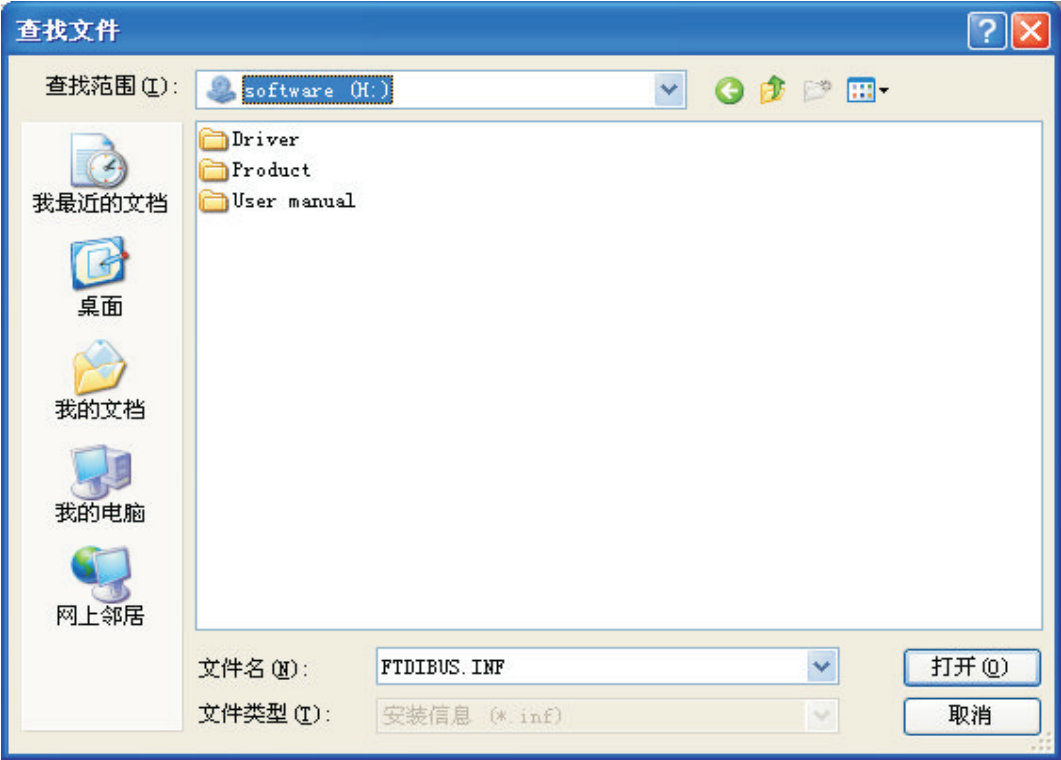 查找文件
查找范围(I):
software (H:)
Driver
Product
User manual
我最近的文档
桌面
我的文档
我的电脑
网上邻居
文件名(N):
FTDIBUS.INF
打开(O)
文件类型(T):
安装信息 (*.inf)
取消